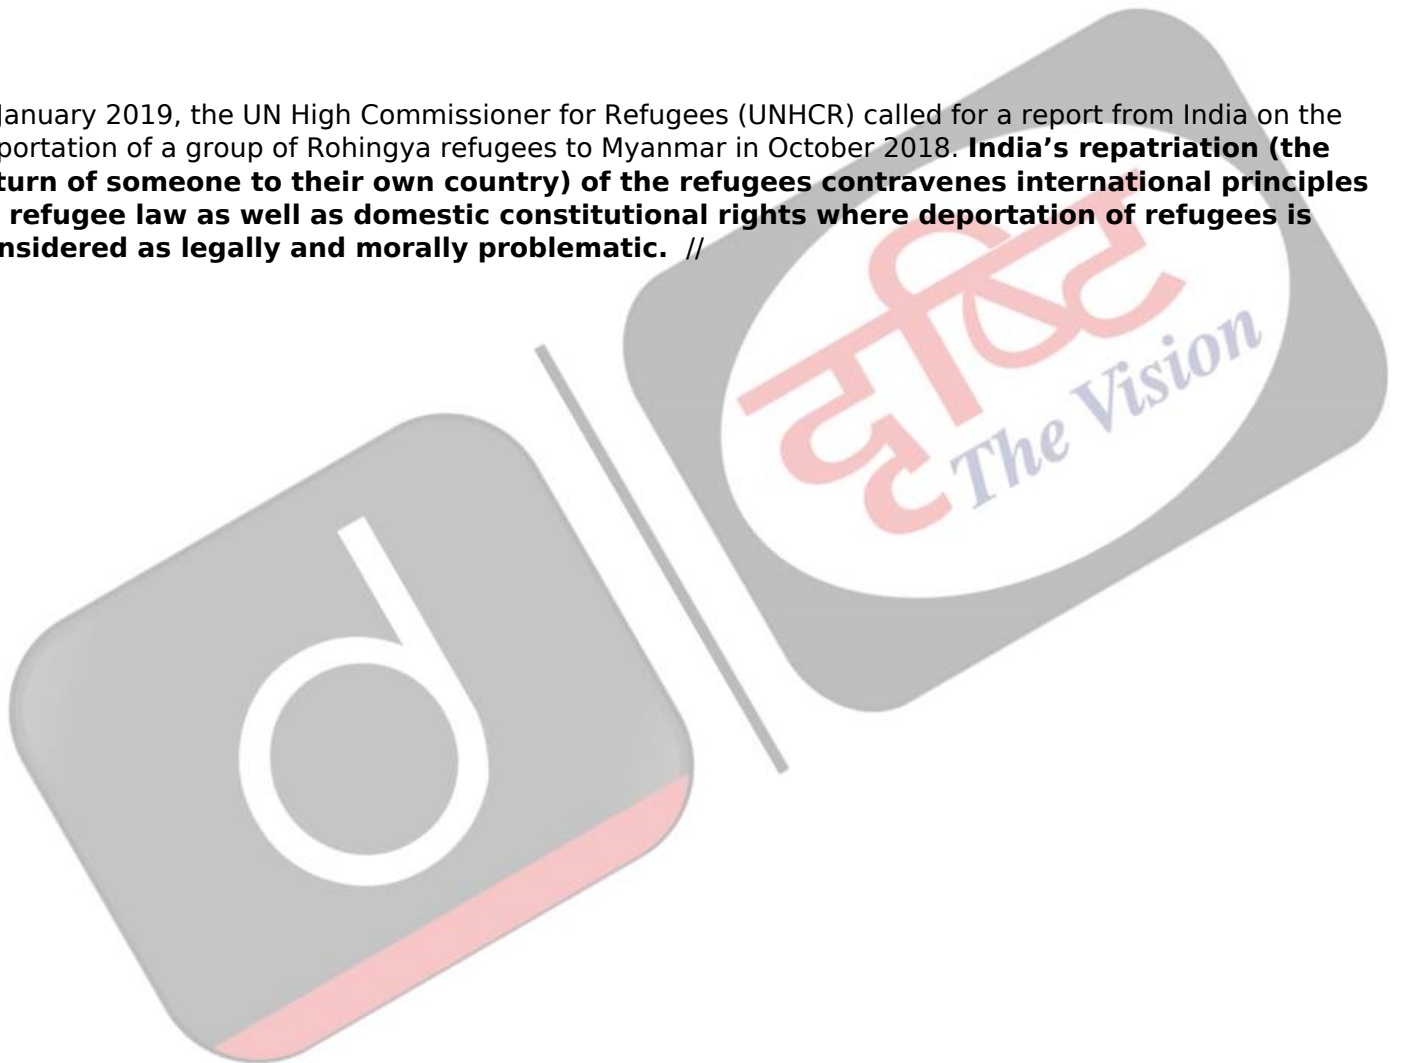 January 2019, the UN High Commissioner for Refugees (UNHCR) called for a report from India on the
portation of a group of Rohingya refugees to Myanmar in October 2018. India’s repatriation (the
turn of someone to their own country) of the refugees contravenes international principles
refugee law as well as domestic constitutional rights where deportation of refugees is
nsidered as legally and morally problematic. //
दृष्टि
The Vision
d